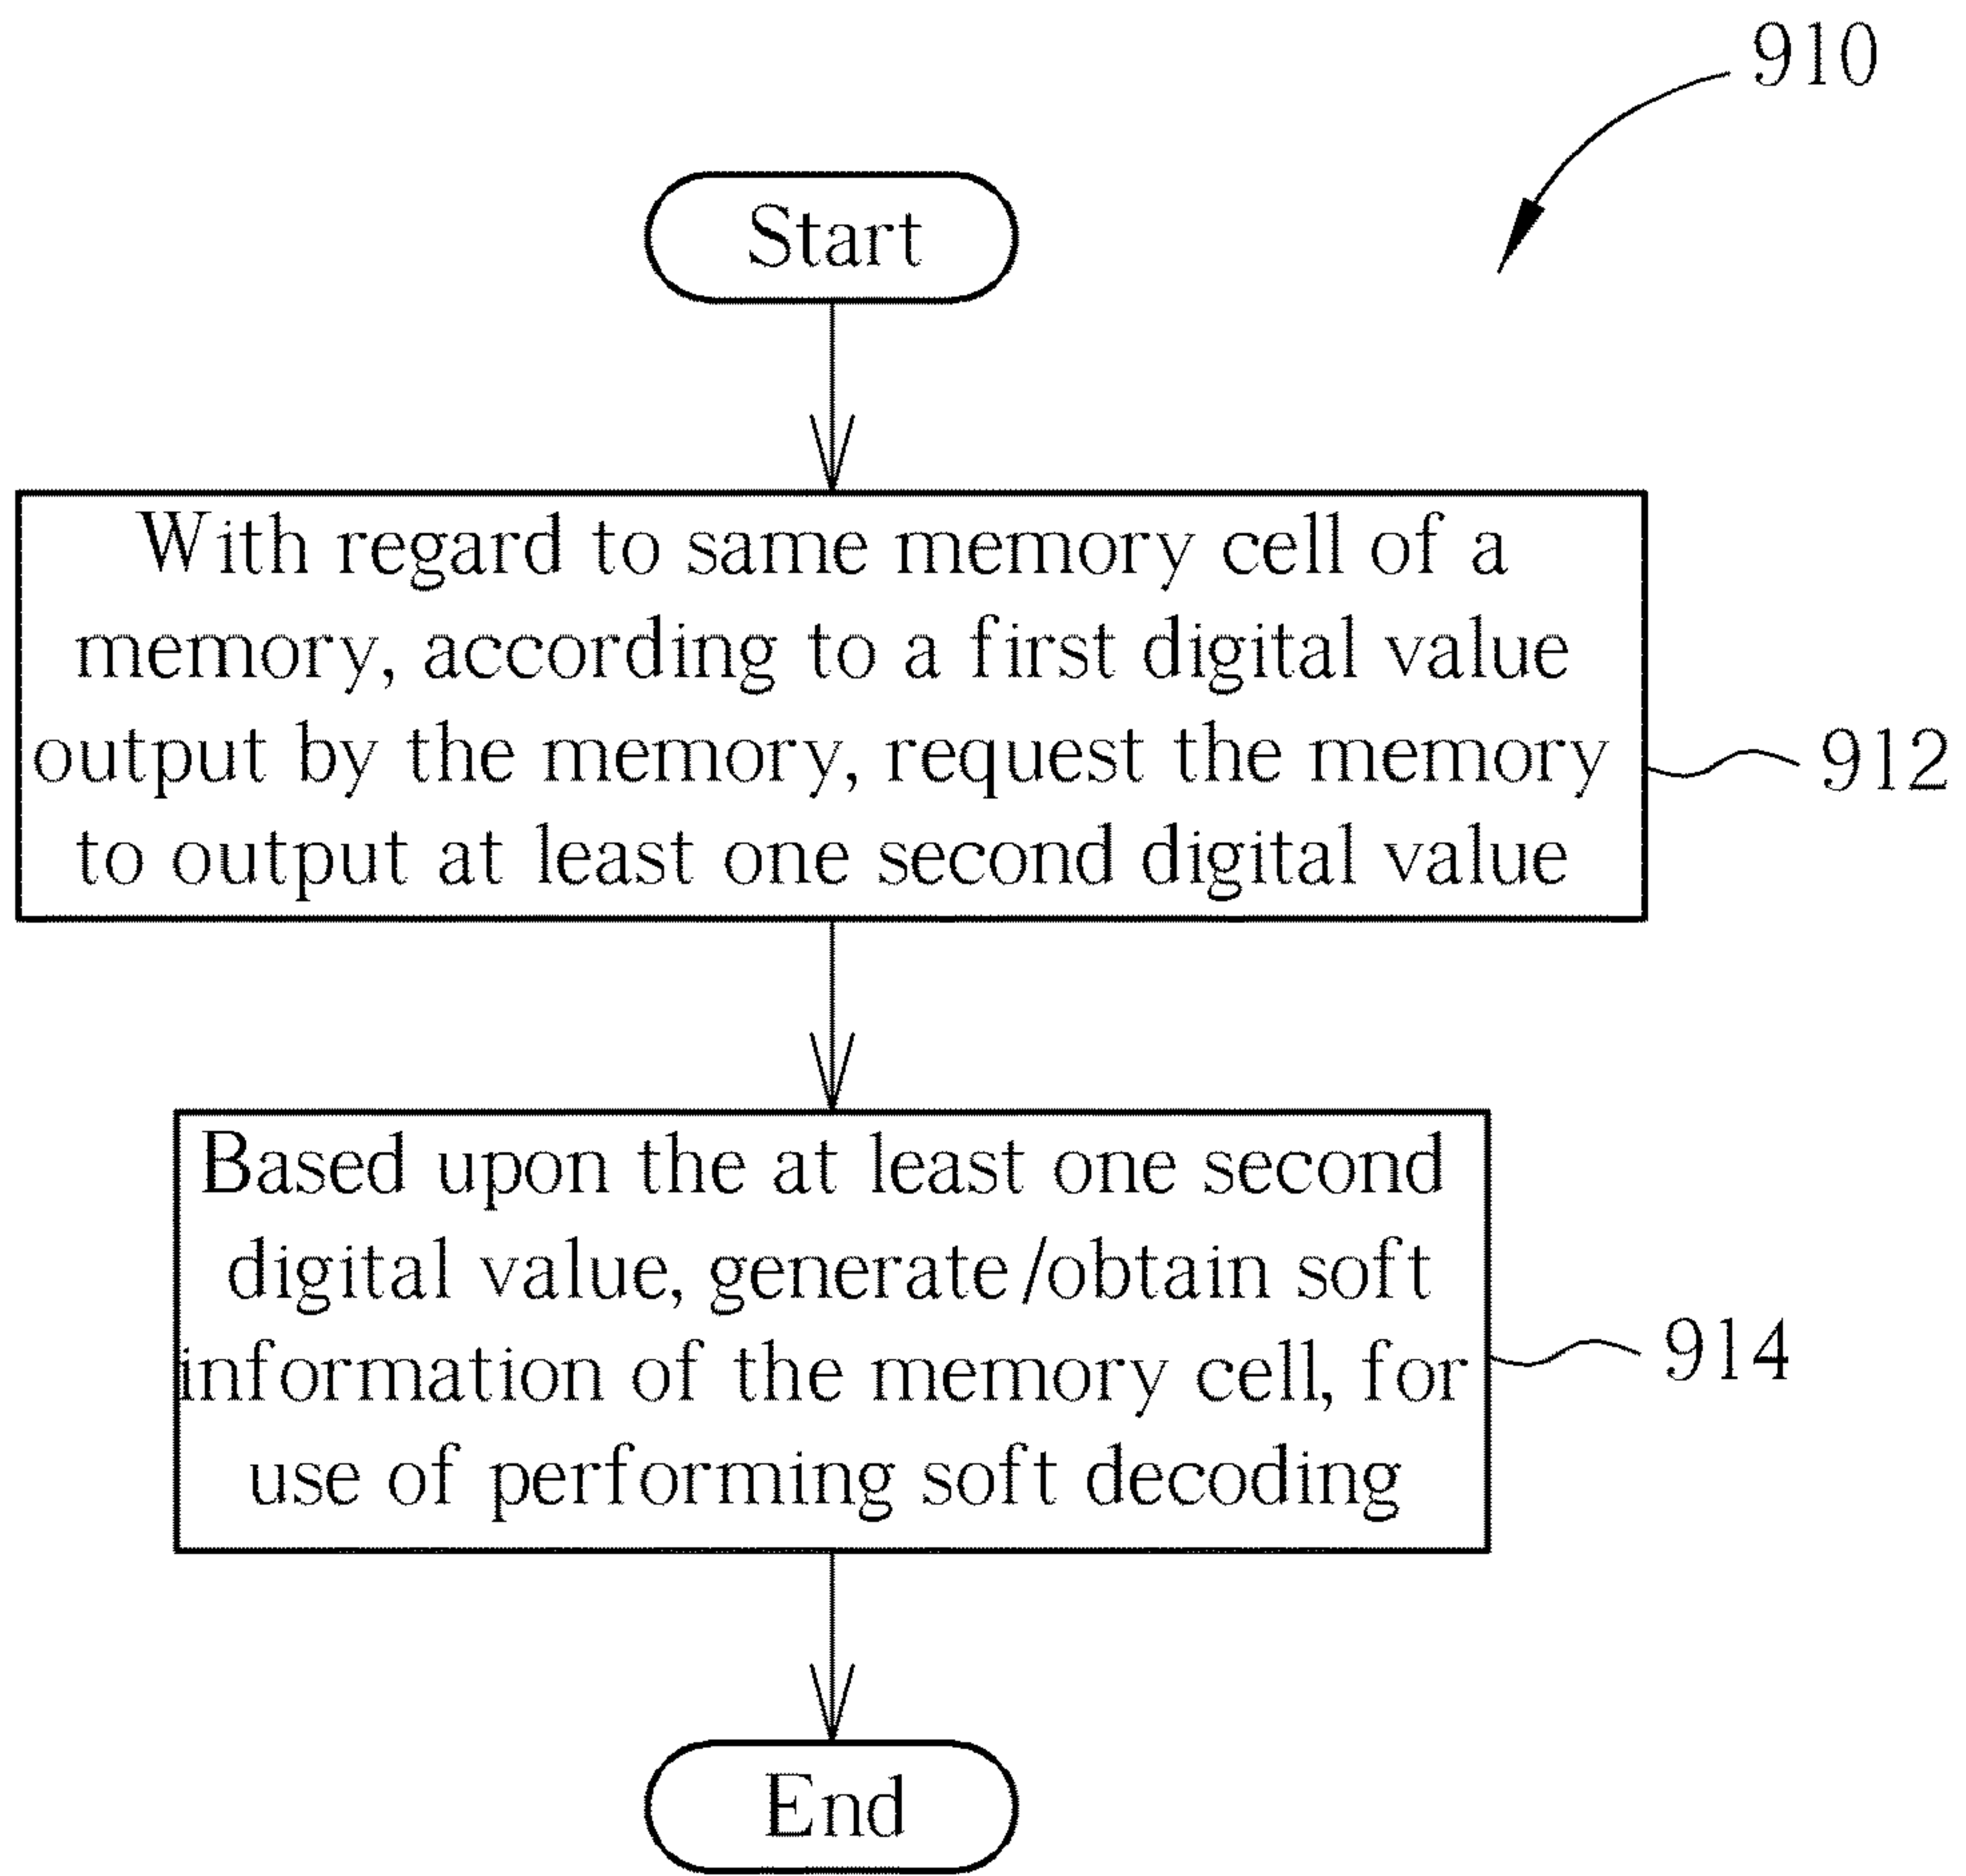 910
Start
With regard to same memory cell of a
memory, according to a first digital value
output by the memory, request the memory
to output at least one second digital value
912
Based upon the at least one second
digital value, generate/obtain soft
information of the memory cell, for
use of performing soft decoding
914
End